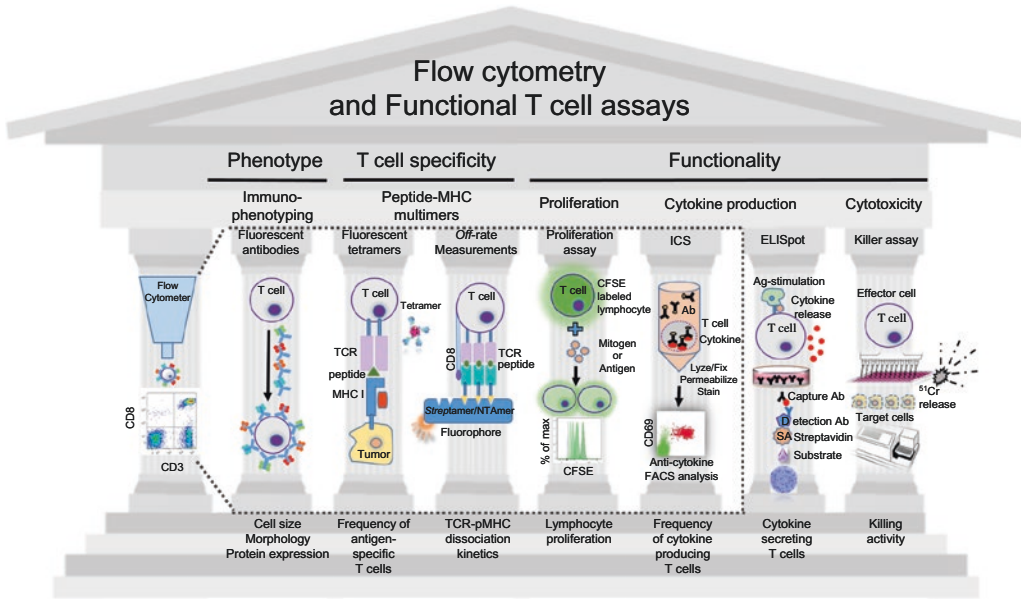 Flow cytometry
and Functional T cell assays
Phenotype
T cell specificity
Functionality
Immuno-
phenotyping
Peptide-MHC
multimers
Proliferation
Cytokine production
Cytotoxicity
Fluorescent
antibodies
Fluorescent
tetramers
Off-rate
Measurements
Proliferation
assay
ICS
ELISpot
Killer assay
Flow
Cytometer
CD8
CD3
T cell
T cell
Tetramer
TCR
peptide
MHC I
Tumor
T cell
CD8
TCR
peptide
Streptamer/NTAmer
Fluorophore
T cell
CFSE
labeled
lymphocyte
Mitogen
or
Antigen
% of max
CFSE
Ab
T cell
Cytokine
Lyze/Fix
Permeabilize
Stain
CD69
Anti-cytokine
FACS analysis
Ag-stimulation
Cytokine
release
T cell
Capture Ab
Detection Ab
SA Streptavidin
Substrate
Effector cell
T cell
51Cr
release
Target cells
Cell size
Morphology
Protein expression
Frequency of
antigen-
specific
T cells
TCR-pMHC
dissociation
kinetics
Lymphocyte
proliferation
Frequency
of cytokine
producing
T cells
Cytokine
secreting
T cells
Killing
activity